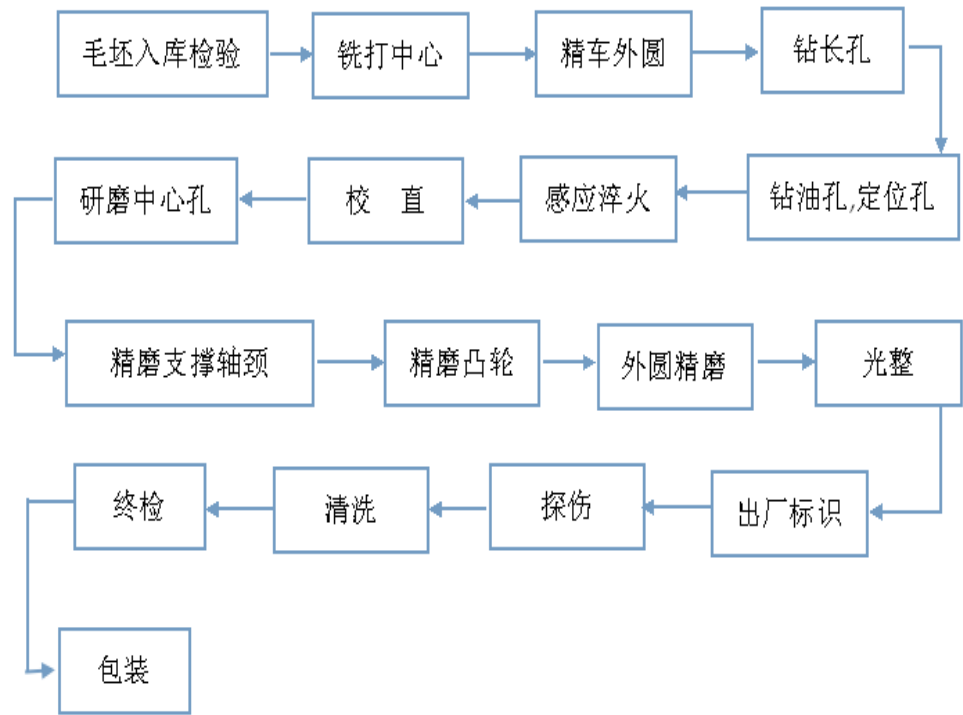 毛坯入库检验
铣打中心
精车外圆
钻长孔
钻油孔,定位孔
感应淬火
校 直
研磨中心孔
精磨支撑轴颈
精磨凸轮
外圆精磨
光整
出厂标识
探伤
清洗
终检
包装